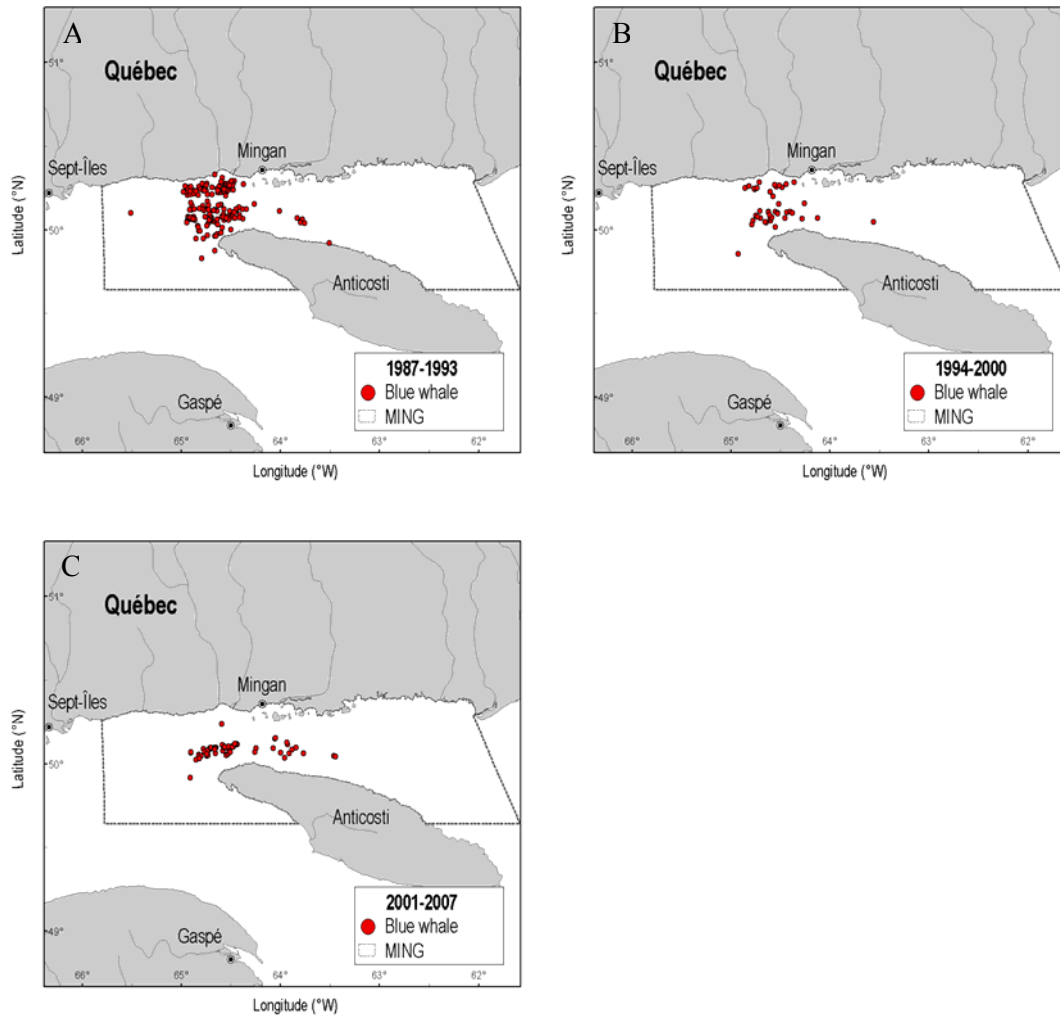 A
51°
Québec
Mingan
Sept-Îles
Latitude (°N)
50°
Anticosti
1987-1993
Blue whale
MING
49°
Gaspé
66°
65°
64°
63°
62°
Longitude (°W)
B
51°
Québec
Mingan
Sept-Îles
Latitude (°N)
50°
Anticosti
1994-2000
Blue whale
MING
49°
Gaspé
66°
65°
64°
63°
62°
Longitude (°W)
C
51°
Québec
Mingan
Sept-Îles
Latitude (°N)
50°
Anticosti
2001-2007
Blue whale
MING
49°
Gaspé
66°
65°
64°
63°
62°
Longitude (°W)